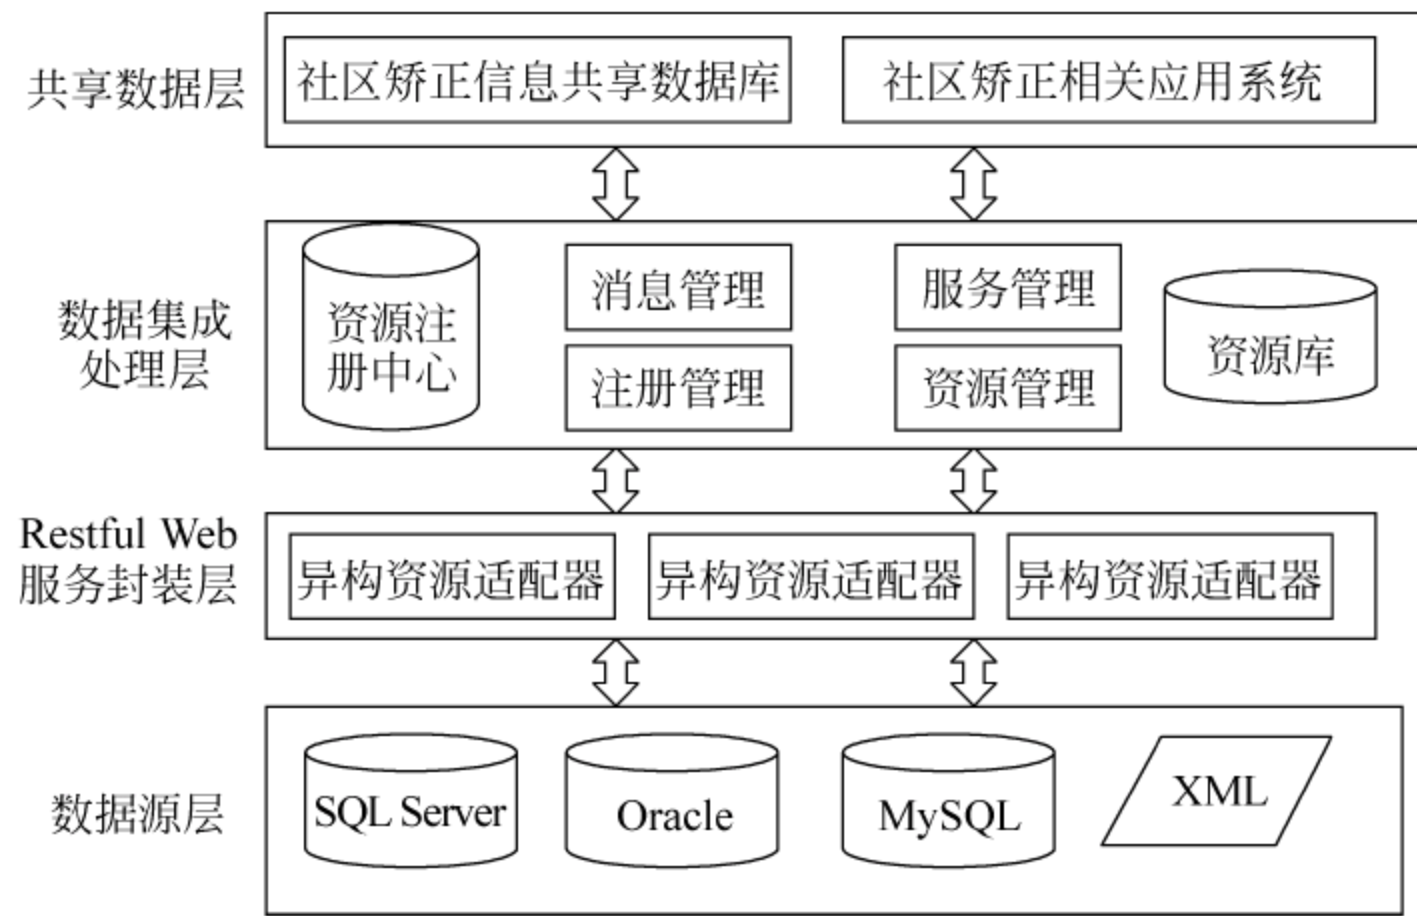 共享数据层
社区矫正信息共享数据库
社区矫正相关应用系统
数据集成
处理层
资源注
册中心
消息管理
服务管理
注册管理
资源管理
资源库
Restful Web
服务封装层
异构资源适配器
异构资源适配器
异构资源适配器
数据源层
SQL Server
Oracle
MySQL
XML